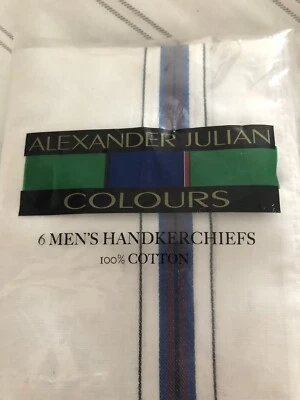 ALEXANDER JULIAN
COLOURS
6 MEN'S HANDKERCHIEFS
100% COTTON